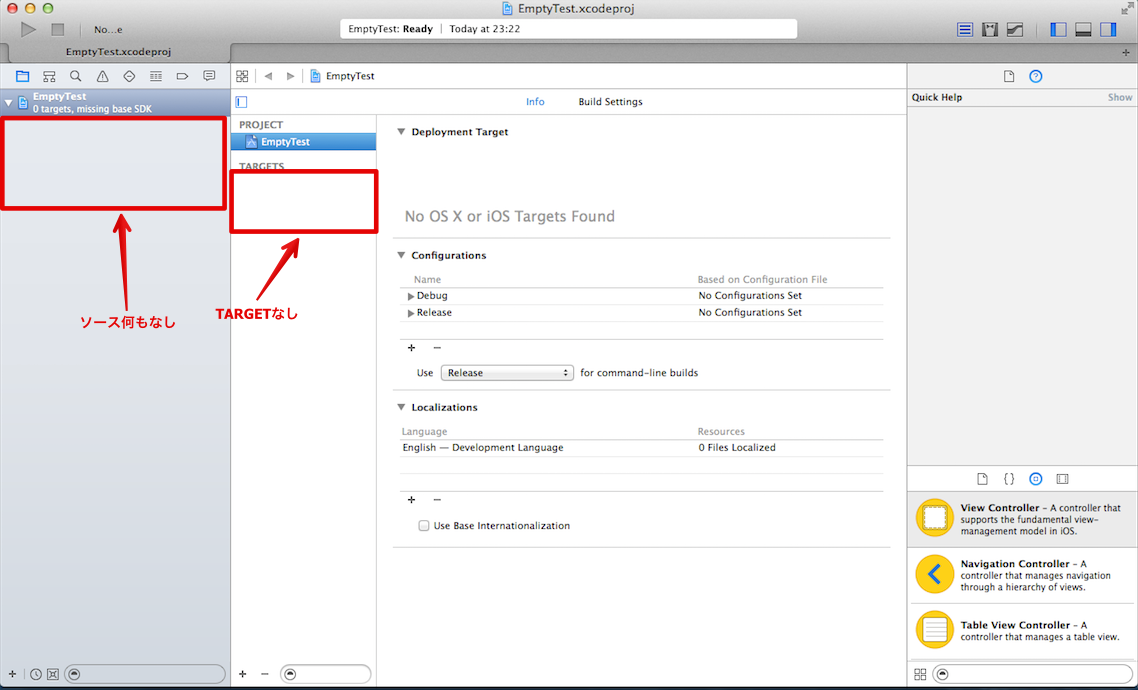 EmptyTest.xcodeproj
No...e
EmptyTest: Ready | Today at 23:22
EmptyTest.xcodeproj
EmptyTest
EmptyTest
0 targets, missing base SDK
Info
Build Settings
PROJECT
EmptyTest
TARGETS
ソース何もなし
TARGETなし
Deployment Target
No OS X or iOS Targets Found
Configurations
Name
Based on Configuration File
Debug
No Configurations Set
Release
No Configurations Set
Use
Release
for command-line builds
Localizations
Language
Resources
English — Development Language
0 Files Localized
Use Base Internationalization
Quick Help
Show
View Controller – A controller that
supports the fundamental view-
management model in iOS.
Navigation Controller – A
controller that manages navigation
through a hierarchy of views.
Table View Controller – A
controller that manages a table view.